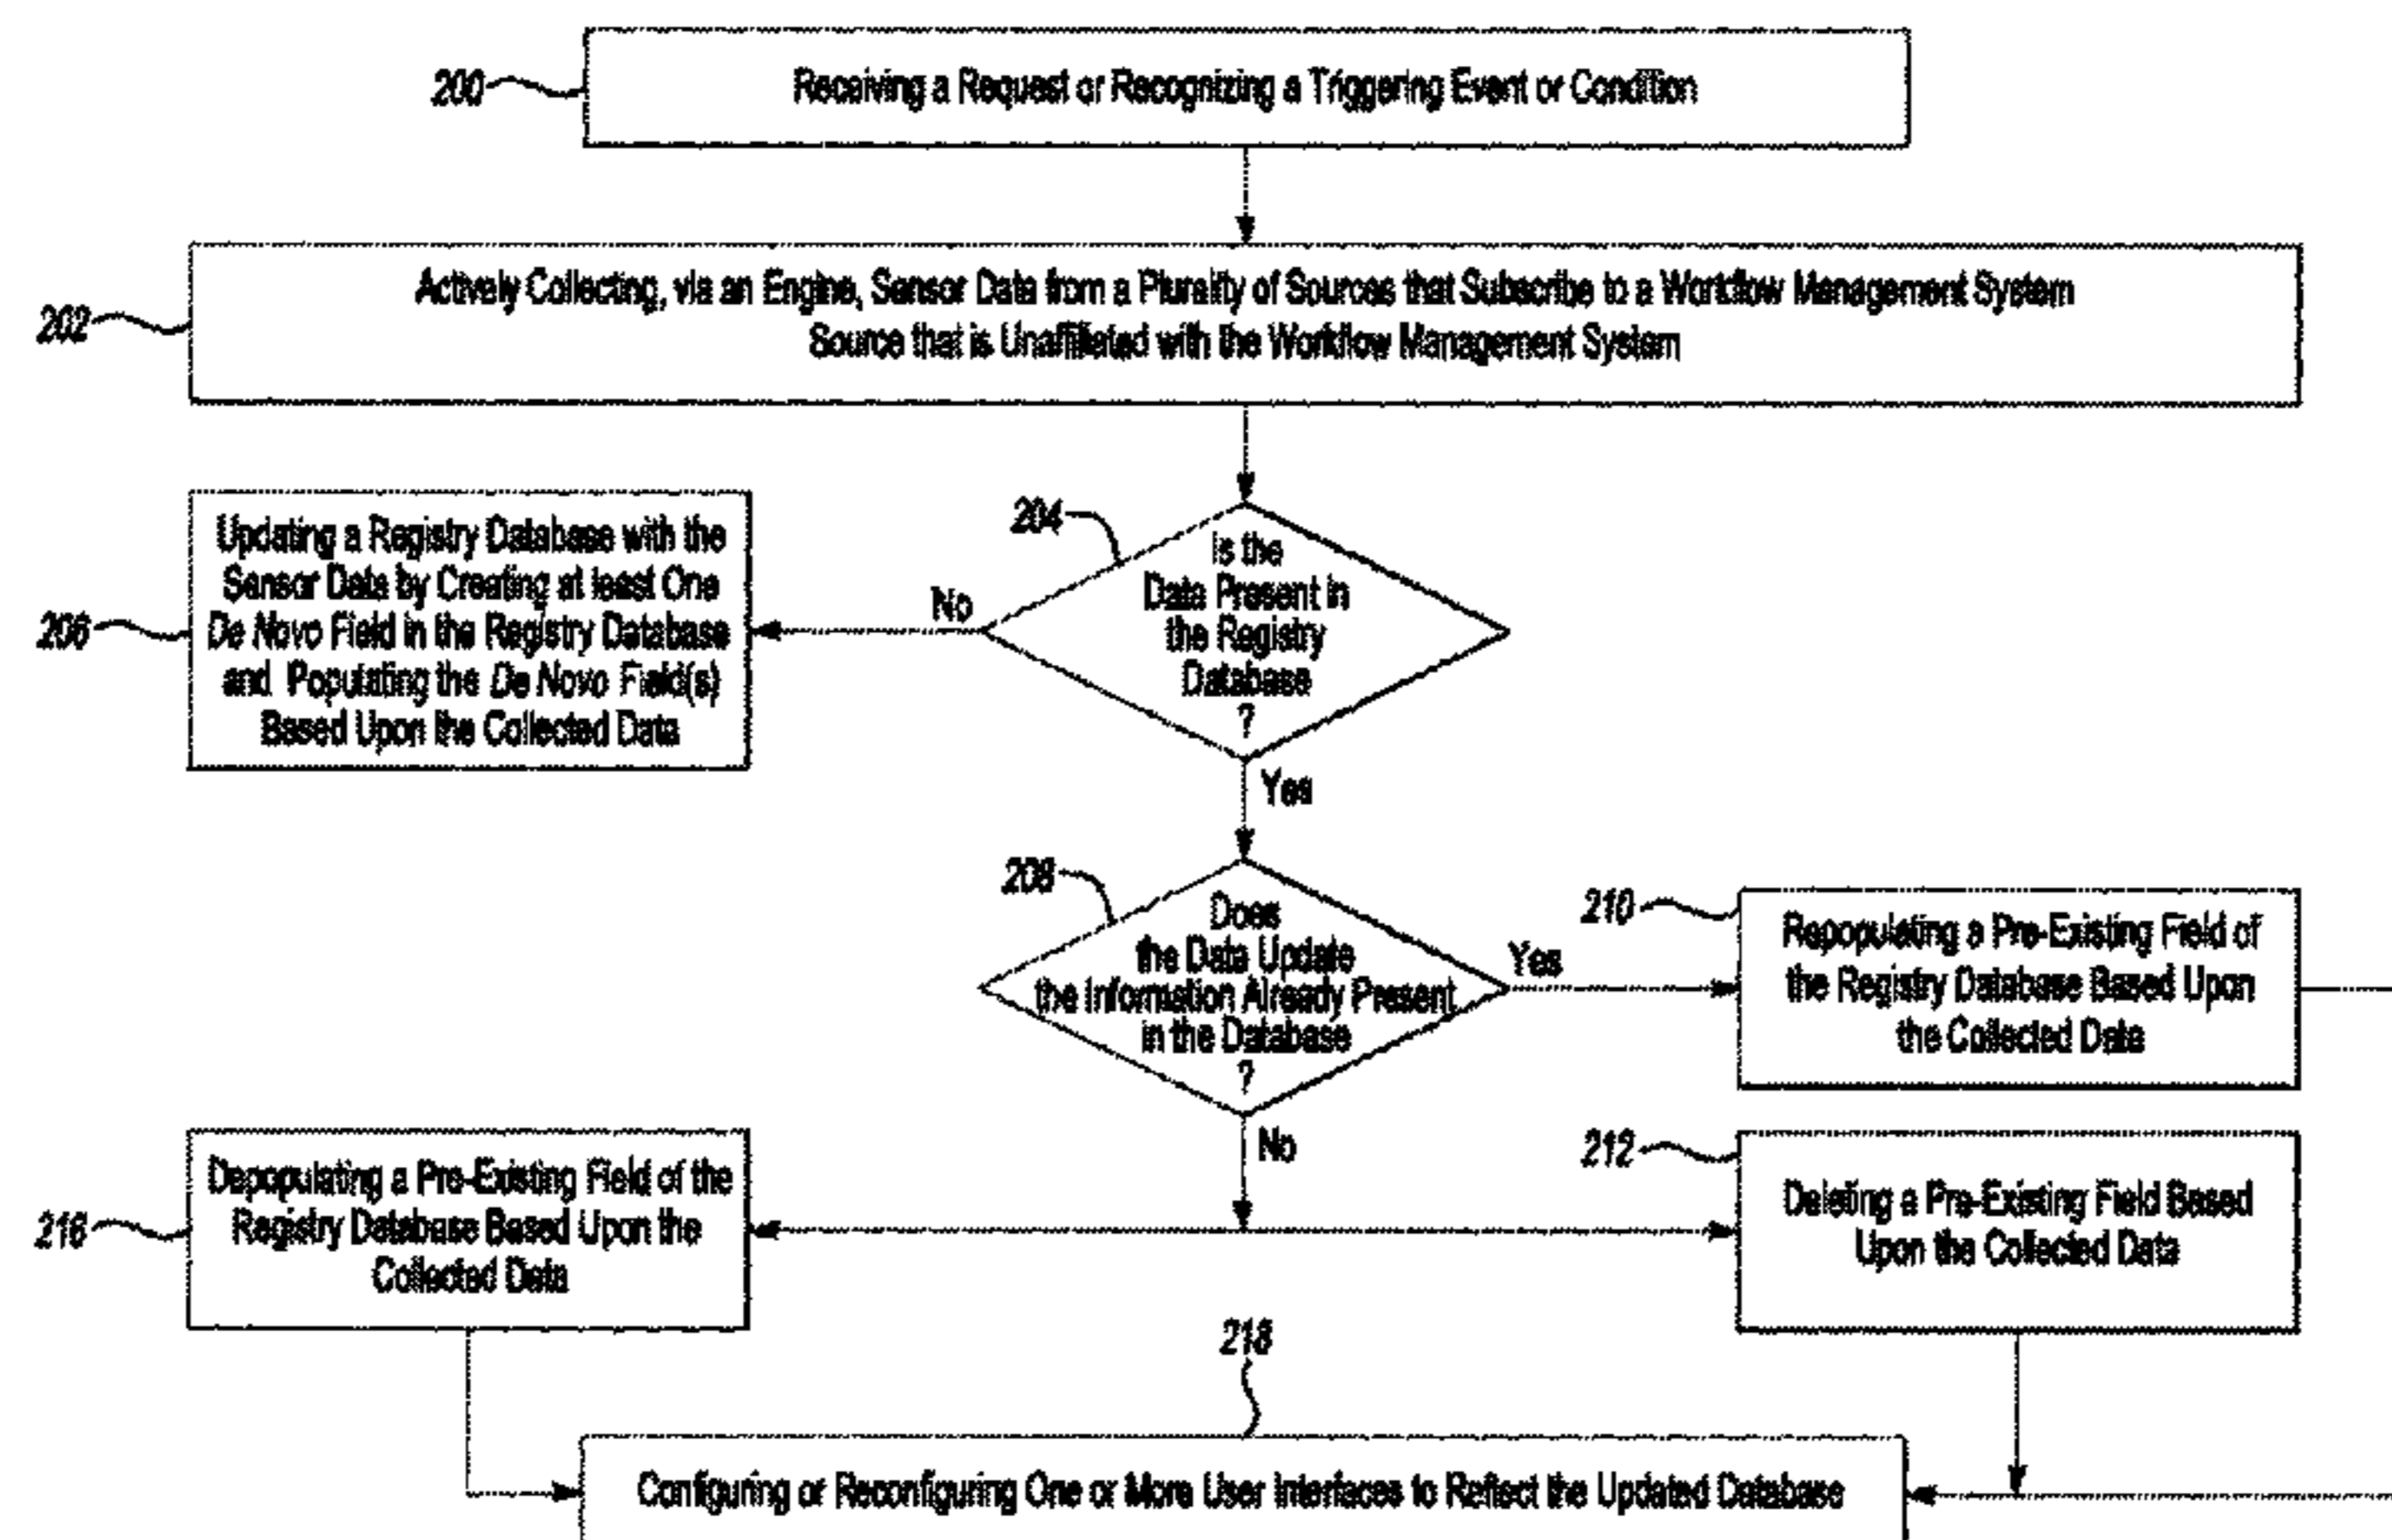 200
Receiving a Request or Recognizing a Triggering Event or Condition
202
Actively Collecting, via an Engine, Sensor Data from a Plurality of Sources that Subscribe to a Workflow Management System
Source that is Unaffiliated with the Workflow Management System
204
Is the
Data Present in
the Registry
Database
?
No
Yes
206
Updating a Registry Database with the
Sensor Data by Creating at least One
De Novo Field in the Registry Database
and Populating the De Novo Field(s)
Based Upon the Collected Data
208
Does
the Data Update
the Information Already Present
in the Database
?
Yes
No
210
Repopulating a Pre-Existing Field of
the Registry Database Based Upon
the Collected Data
212
Deleting a Pre-Existing Field Based
Upon the Collected Data
216
Depopulating a Pre-Existing Field of the
Registry Database Based Upon the
Collected Data
218
Configuring or Reconfiguring One or More User Interfaces to Reflect the Updated Database